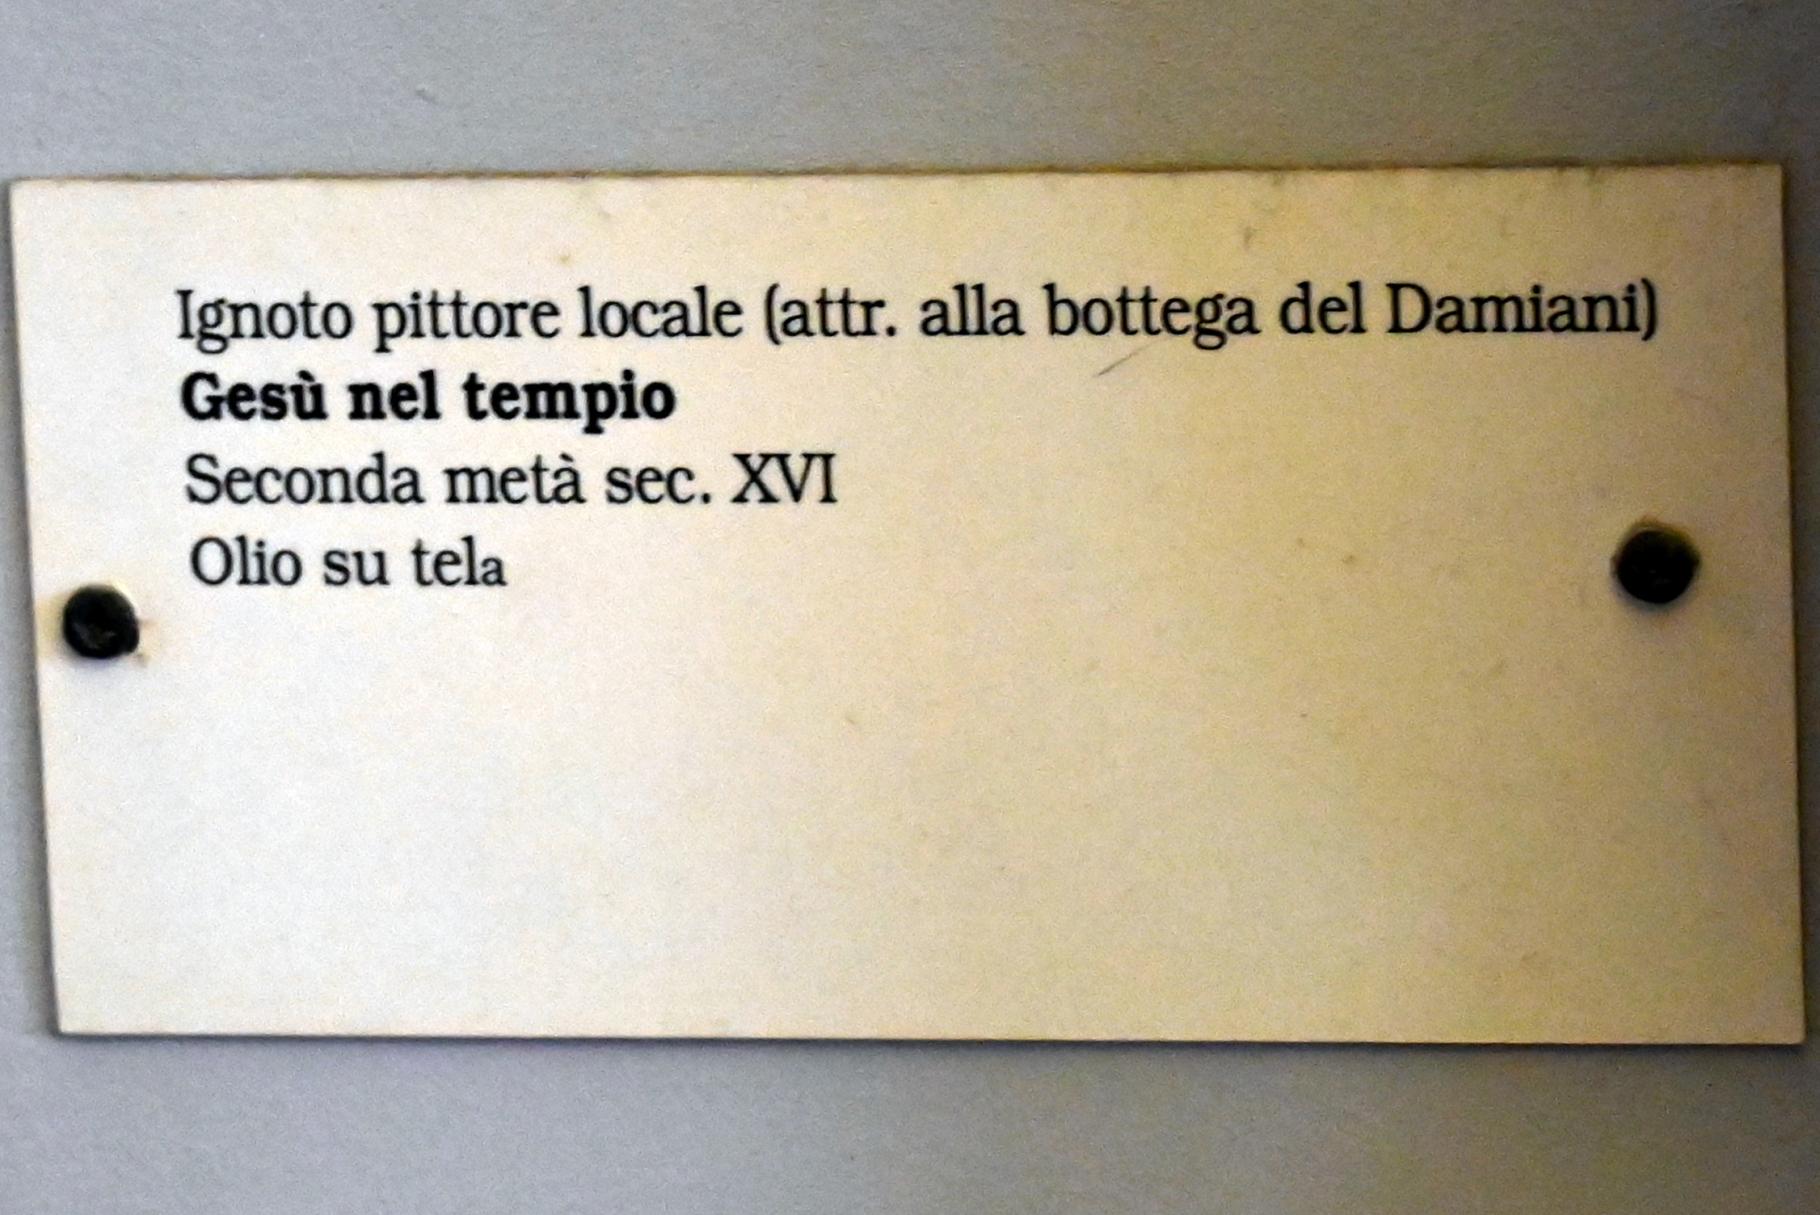 Ignoto pittore locale (attr. alla bottega del Damiani)
Gesù nel tempio
Seconda metà sec. XVI
Olio su tela